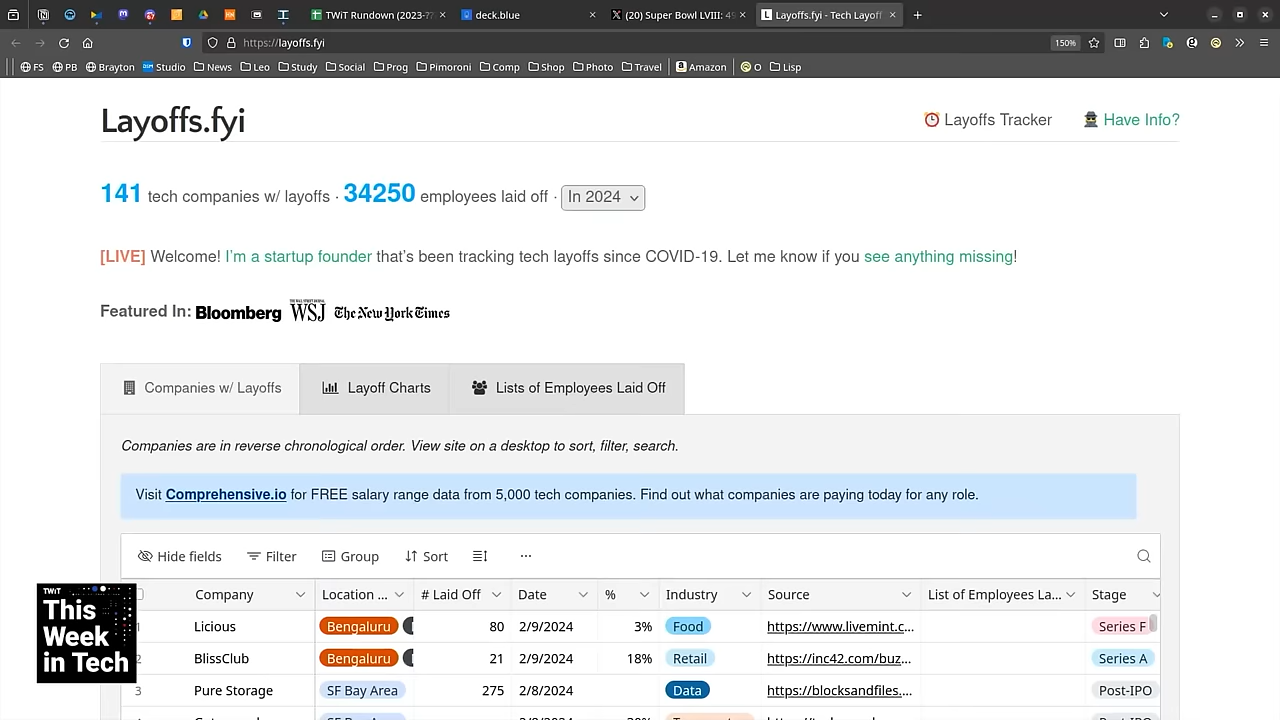 TWiT Rundown (2023-??
deck.blue
(20) Super Bowl LVIII: 49
Layoffs.fyi - Tech Layoff
https://layoffs.fyi
150%
FS PB Brayton Studio News Leo Study Social Prog Pimoroni Comp Shop Photo Travel Amazon O Lisp
Layoffs.fyi
Layoffs Tracker
Have Info?
141 tech companies w/ layoffs · 34250 employees laid off · In 2024
[LIVE] Welcome! I'm a startup founder that's been tracking tech layoffs since COVID-19. Let me know if you see anything missing!
Featured In: Bloomberg THE WALL STREET JOURNAL WSJ The New York Times
Companies w/ Layoffs
Layoff Charts
Lists of Employees Laid Off
Companies are in reverse chronological order. View site on a desktop to sort, filter, search.
Visit Comprehensive.io for FREE salary range data from 5,000 tech companies. Find out what companies are paying today for any role.
Hide fields Filter Group Sort ...
Company Location ... # Laid Off Date % Industry Source List of Employees La... Stage
1 Licious Bengaluru 80 2/9/2024 3% Food https://www.livemint.c... Series F
2 BlissClub Bengaluru 21 2/9/2024 18% Retail https://inc42.com/buz... Series A
3 Pure Storage SF Bay Area 275 2/8/2024 Data https://blocksandfiles.... Post-IPO
TWiT
This
Week
in Tech